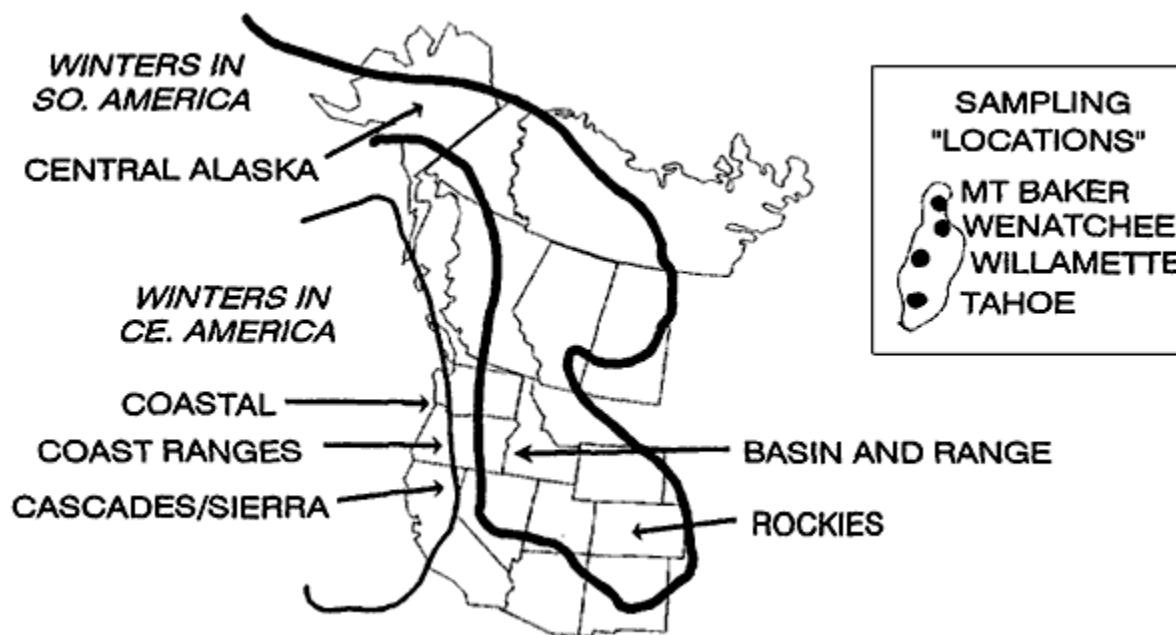 WINTERS IN
SO. AMERICA
CENTRAL ALASKA
WINTERS IN
CE. AMERICA
COASTAL
COAST RANGES
CASCADES/SIERRA
BASIN AND RANGE
ROCKIES
SAMPLING
"LOCATIONS"
MT BAKER
WENATCHEE
WILLAMETTE
TAHOE